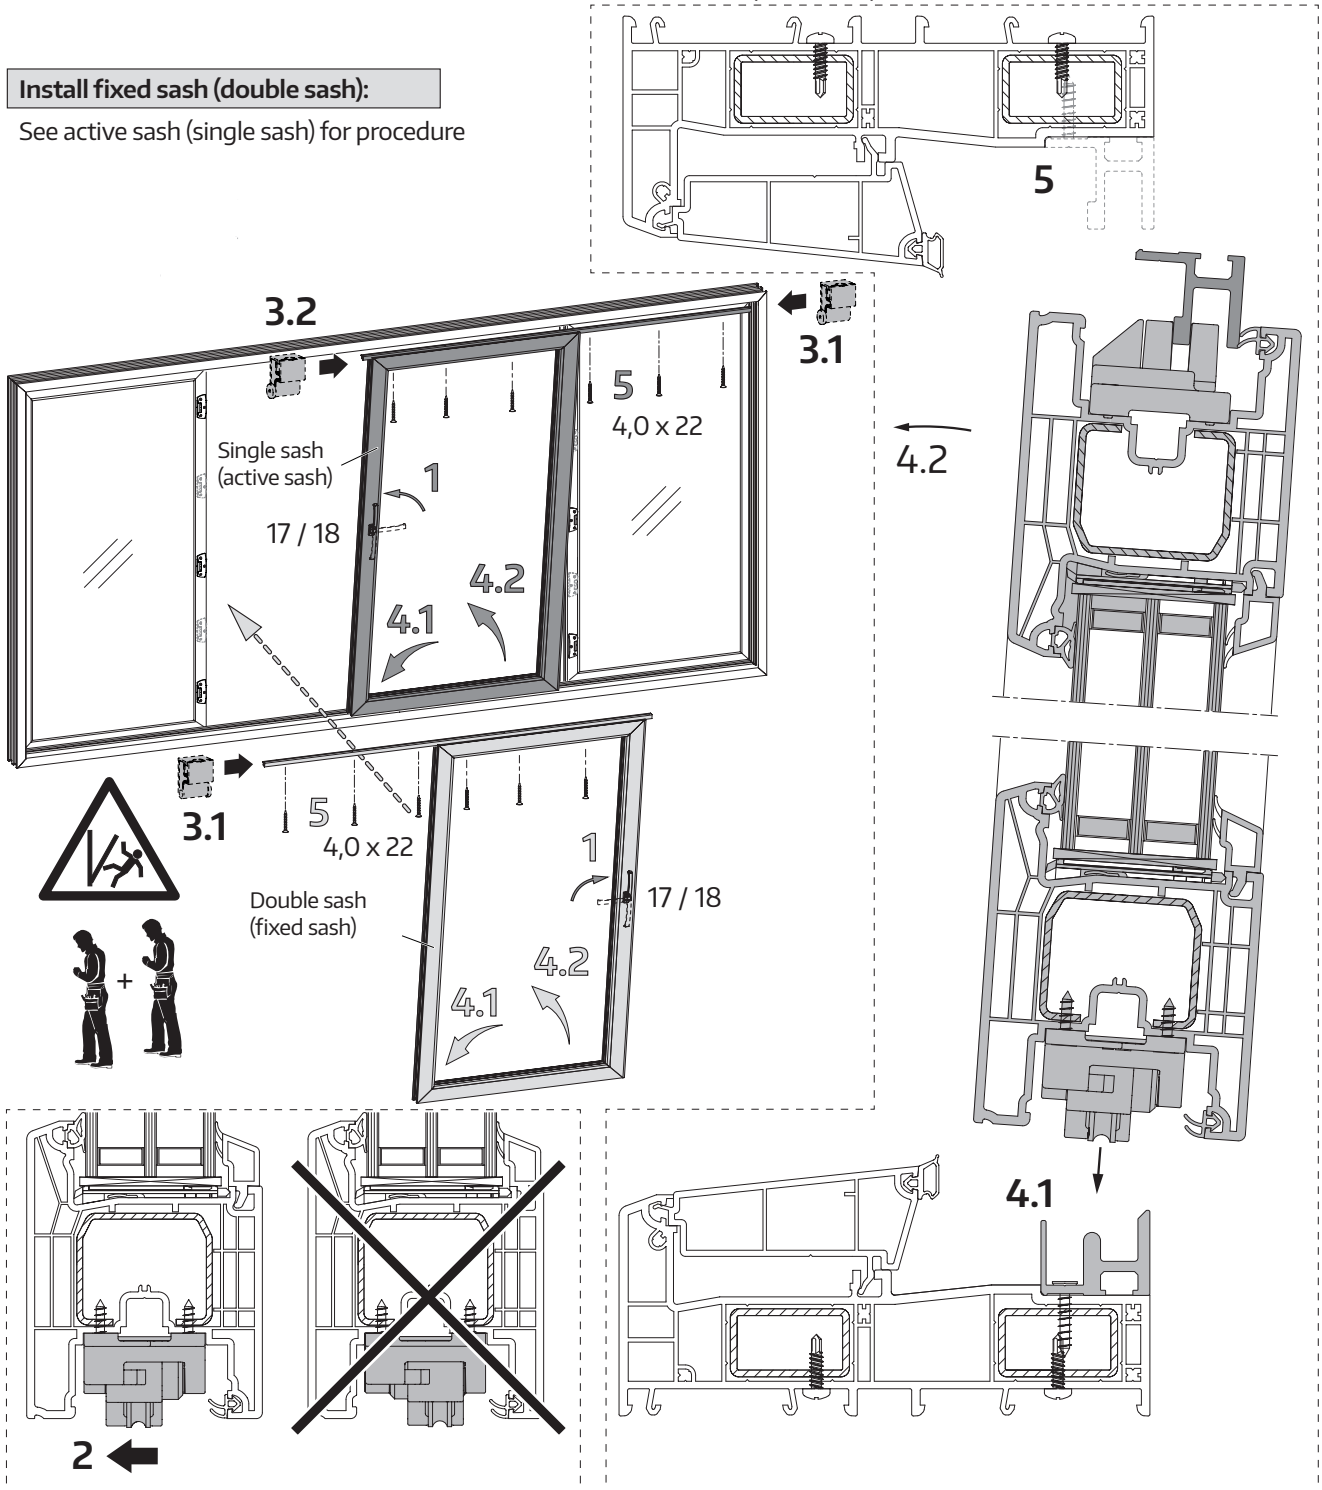 Install fixed sash (double sash):
See active sash (single sash) for procedure
5
3.2
3.1
5
4,0 x 22
4.2
Single sash
(active sash)
1
17 / 18
4.2
4.1
3.1
5
4,0 x 22
1
17 / 18
Double sash
(fixed sash)
4.2
4.1
+
4.1
2